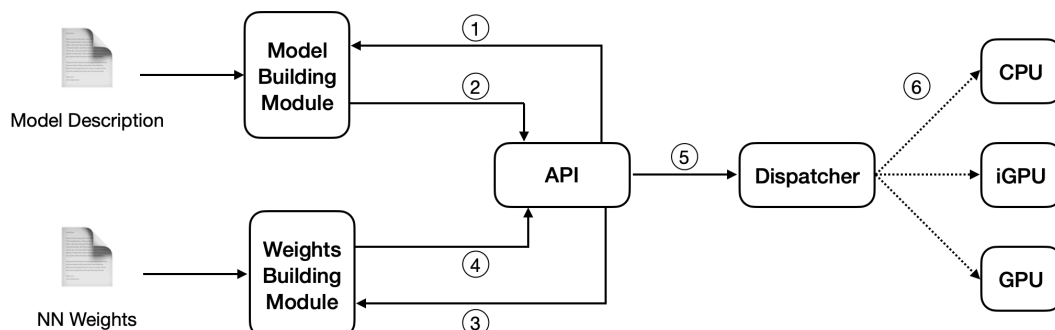 ①
Model
Building
Module
②
Model Description
API
⑤
Dispatcher
⑥
CPU
iGPU
GPU
Weights
Building
Module
④
③
NN Weights